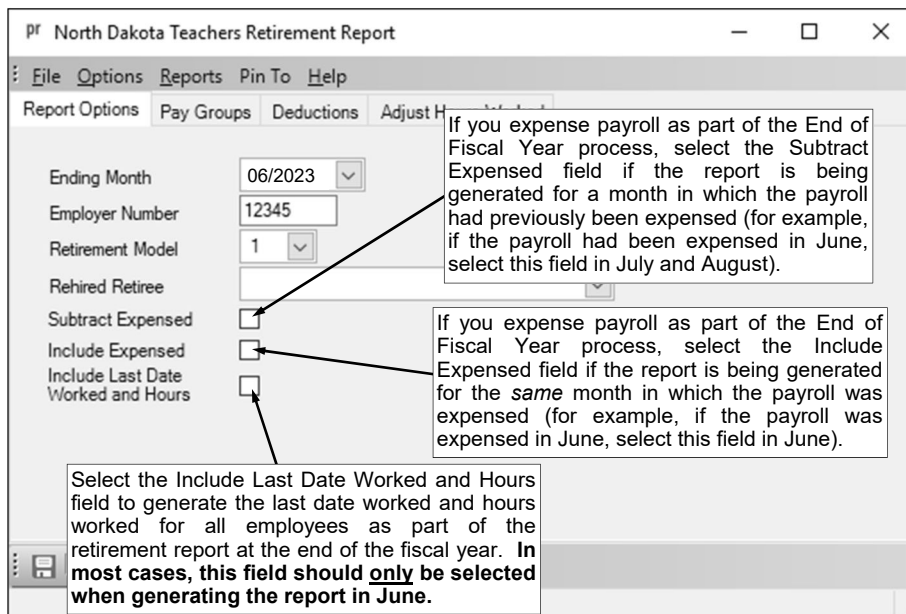 pr North Dakota Teachers Retirement Report
File Options Reports Pin To Help
Report Options Pay Groups Deductions Adjust
Ending Month 06/2023
Employer Number 12345
Retirement Model 1
Rehired Retiree
Subtract Expensed
Include Expensed
Include Last Date
Worked and Hours
If you expense payroll as part of the End of
Fiscal Year process, select the Subtract
Expensed field if the report is being
generated for a month in which the payroll
had previously been expensed (for example,
if the payroll had been expensed in June,
select this field in July and August).
If you expense payroll as part of the End of
Fiscal Year process, select the Include
Expensed field if the report is being generated
for the same month in which the payroll was
expensed (for example, if the payroll was
expensed in June, select this field in June).
Select the Include Last Date Worked and Hours
field to generate the last date worked and hours
worked for all employees as part of the
retirement report at the end of the fiscal year. In
most cases, this field should only be selected
when generating the report in June.